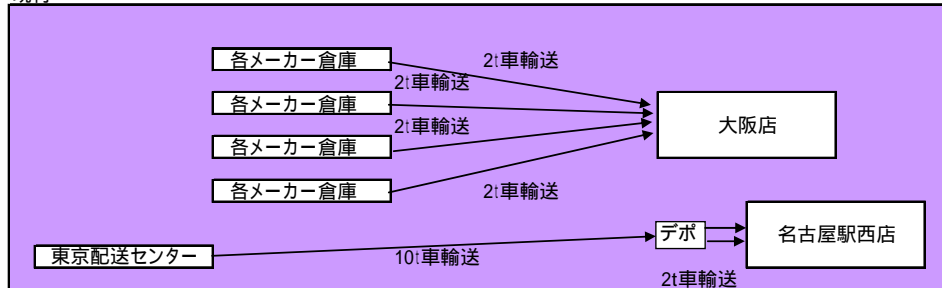 各メーカー倉庫
2t車輸送
2t車輸送
各メーカー倉庫
大阪店
2t車輸送
各メーカー倉庫
各メーカー倉庫
2t車輸送
デポ
名古屋駅西店
東京配送センター
10t車輸送
2t車輸送